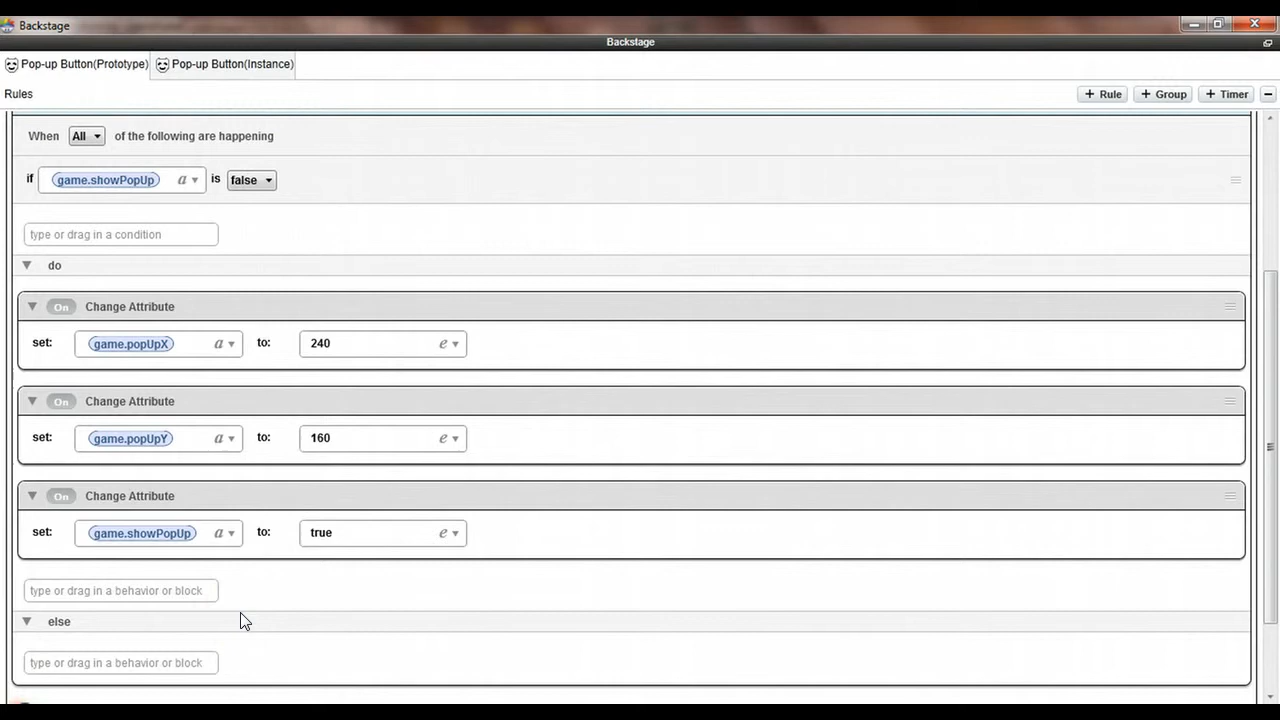 Backstage
Backstage
Pop-up Button(Prototype) Pop-up Button(Instance)
Rules + Rule + Group + Timer
When All of the following are happening
if game.showPopUp a is false
type or drag in a condition
do
On Change Attribute
set: game.popUpX a to: 240 e
On Change Attribute
set: game.popUpY a to: 160 e
On Change Attribute
set: game.showPopUp a to: true e
type or drag in a behavior or block
else
type or drag in a behavior or block